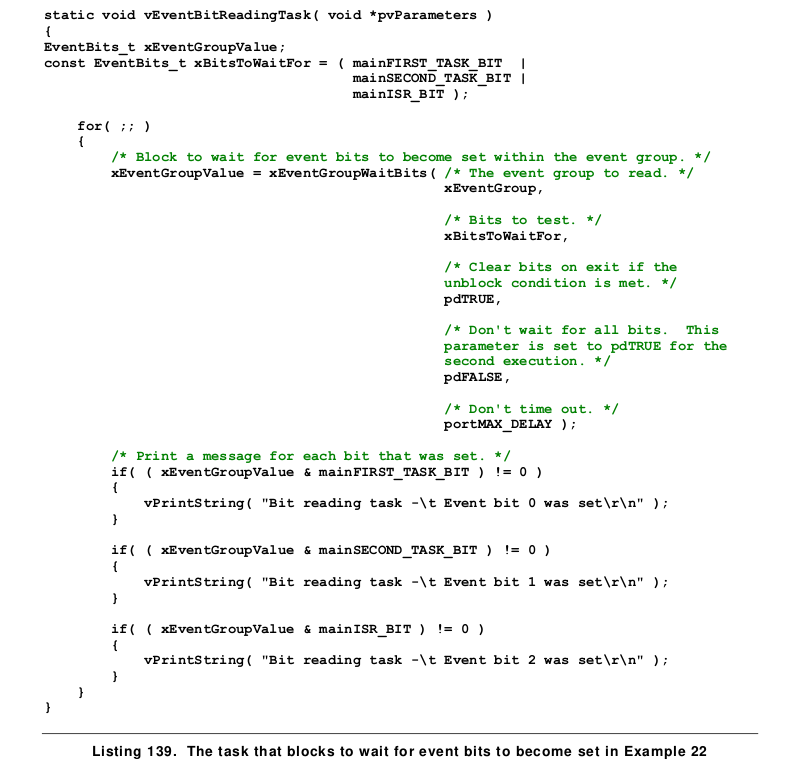 static void vEventBitReadingTask( void *pvParameters )
{
EventBits_t xEventGroupValue;
const EventBits_t xBitsToWaitFor = ( mainFIRST_TASK_BIT  |
                                     mainSECOND_TASK_BIT |
                                     mainISR_BIT );

    for( ;; )
    {
        /* Block to wait for event bits to become set within the event group. */
        xEventGroupValue = xEventGroupWaitBits( /* The event group to read. */
                                                xEventGroup,

                                                /* Bits to test. */
                                                xBitsToWaitFor,

                                                /* Clear bits on exit if the
                                                unblock condition is met. */
                                                pdTRUE,

                                                /* Don't wait for all bits.  This
                                                parameter is set to pdTRUE for the
                                                second execution. */
                                                pdFALSE,

                                                /* Don't time out. */
                                                portMAX_DELAY );

        /* Print a message for each bit that was set. */
        if( ( xEventGroupValue & mainFIRST_TASK_BIT ) != 0 )
        {
            vPrintString( "Bit reading task -\t Event bit 0 was set\r\n" );
        }

        if( ( xEventGroupValue & mainSECOND_TASK_BIT ) != 0 )
        {
            vPrintString( "Bit reading task -\t Event bit 1 was set\r\n" );
        }

        if( ( xEventGroupValue & mainISR_BIT ) != 0 )
        {
            vPrintString( "Bit reading task -\t Event bit 2 was set\r\n" );
        }
    }
}
Listing 139.  The task that blocks to wait for event bits to become set in Example 22